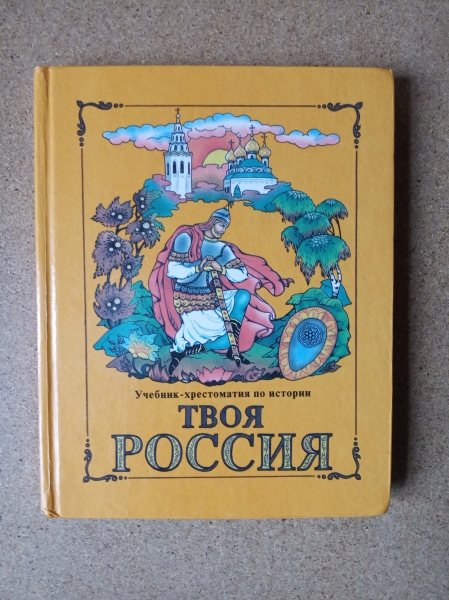 Учебник-хрестоматия по истории
ТВОЯ
РОССИЯ